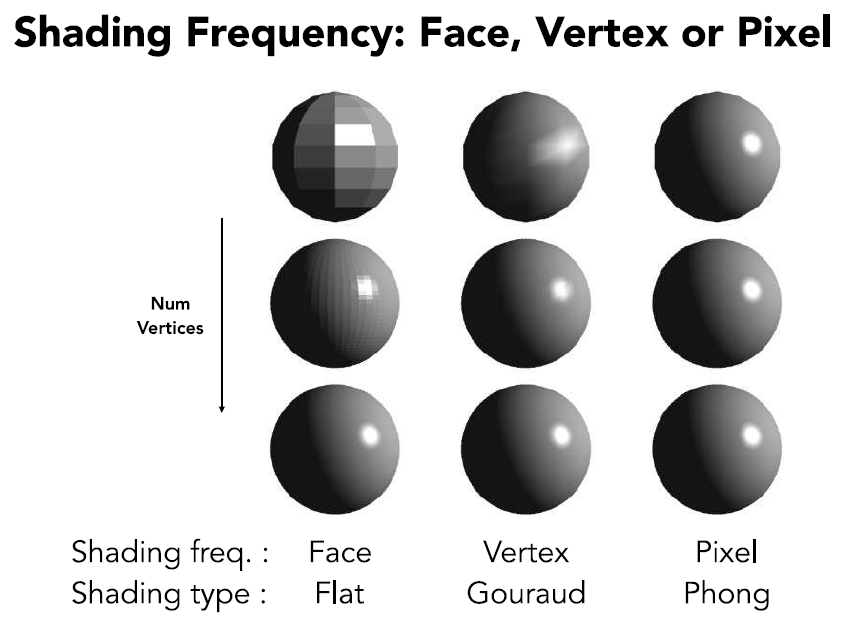 Shading Frequency: Face, Vertex or Pixel
Num
Vertices
Shading freq. : Face Vertex Pixel
Shading type : Flat Gouraud Phong